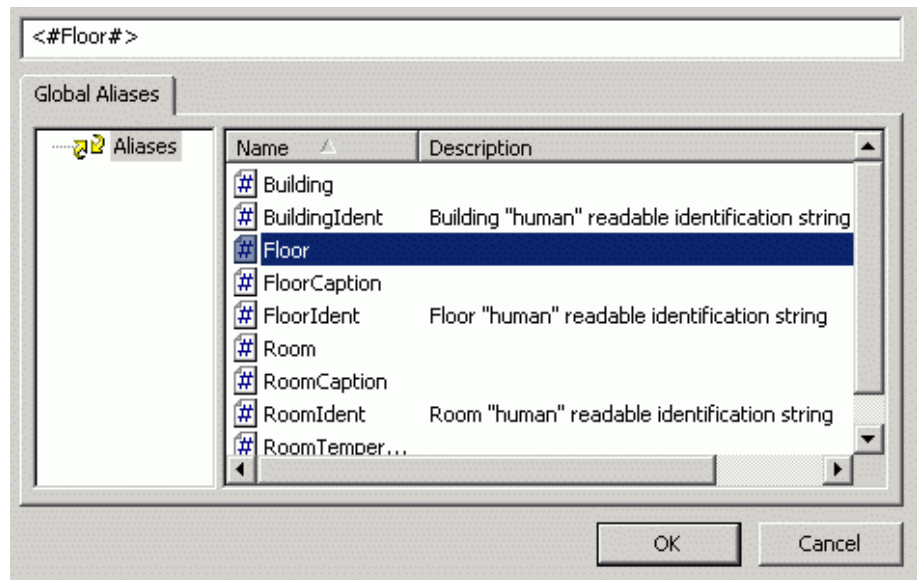 <#Floor#>
Global Aliases
Aliases
Name Description
Building
BuildingIdent Building "human" readable identification string
Floor
FloorCaption
FloorIdent Floor "human" readable identification string
Room
RoomCaption
RoomIdent Room "human" readable identification string
RoomTemper...
OK Cancel